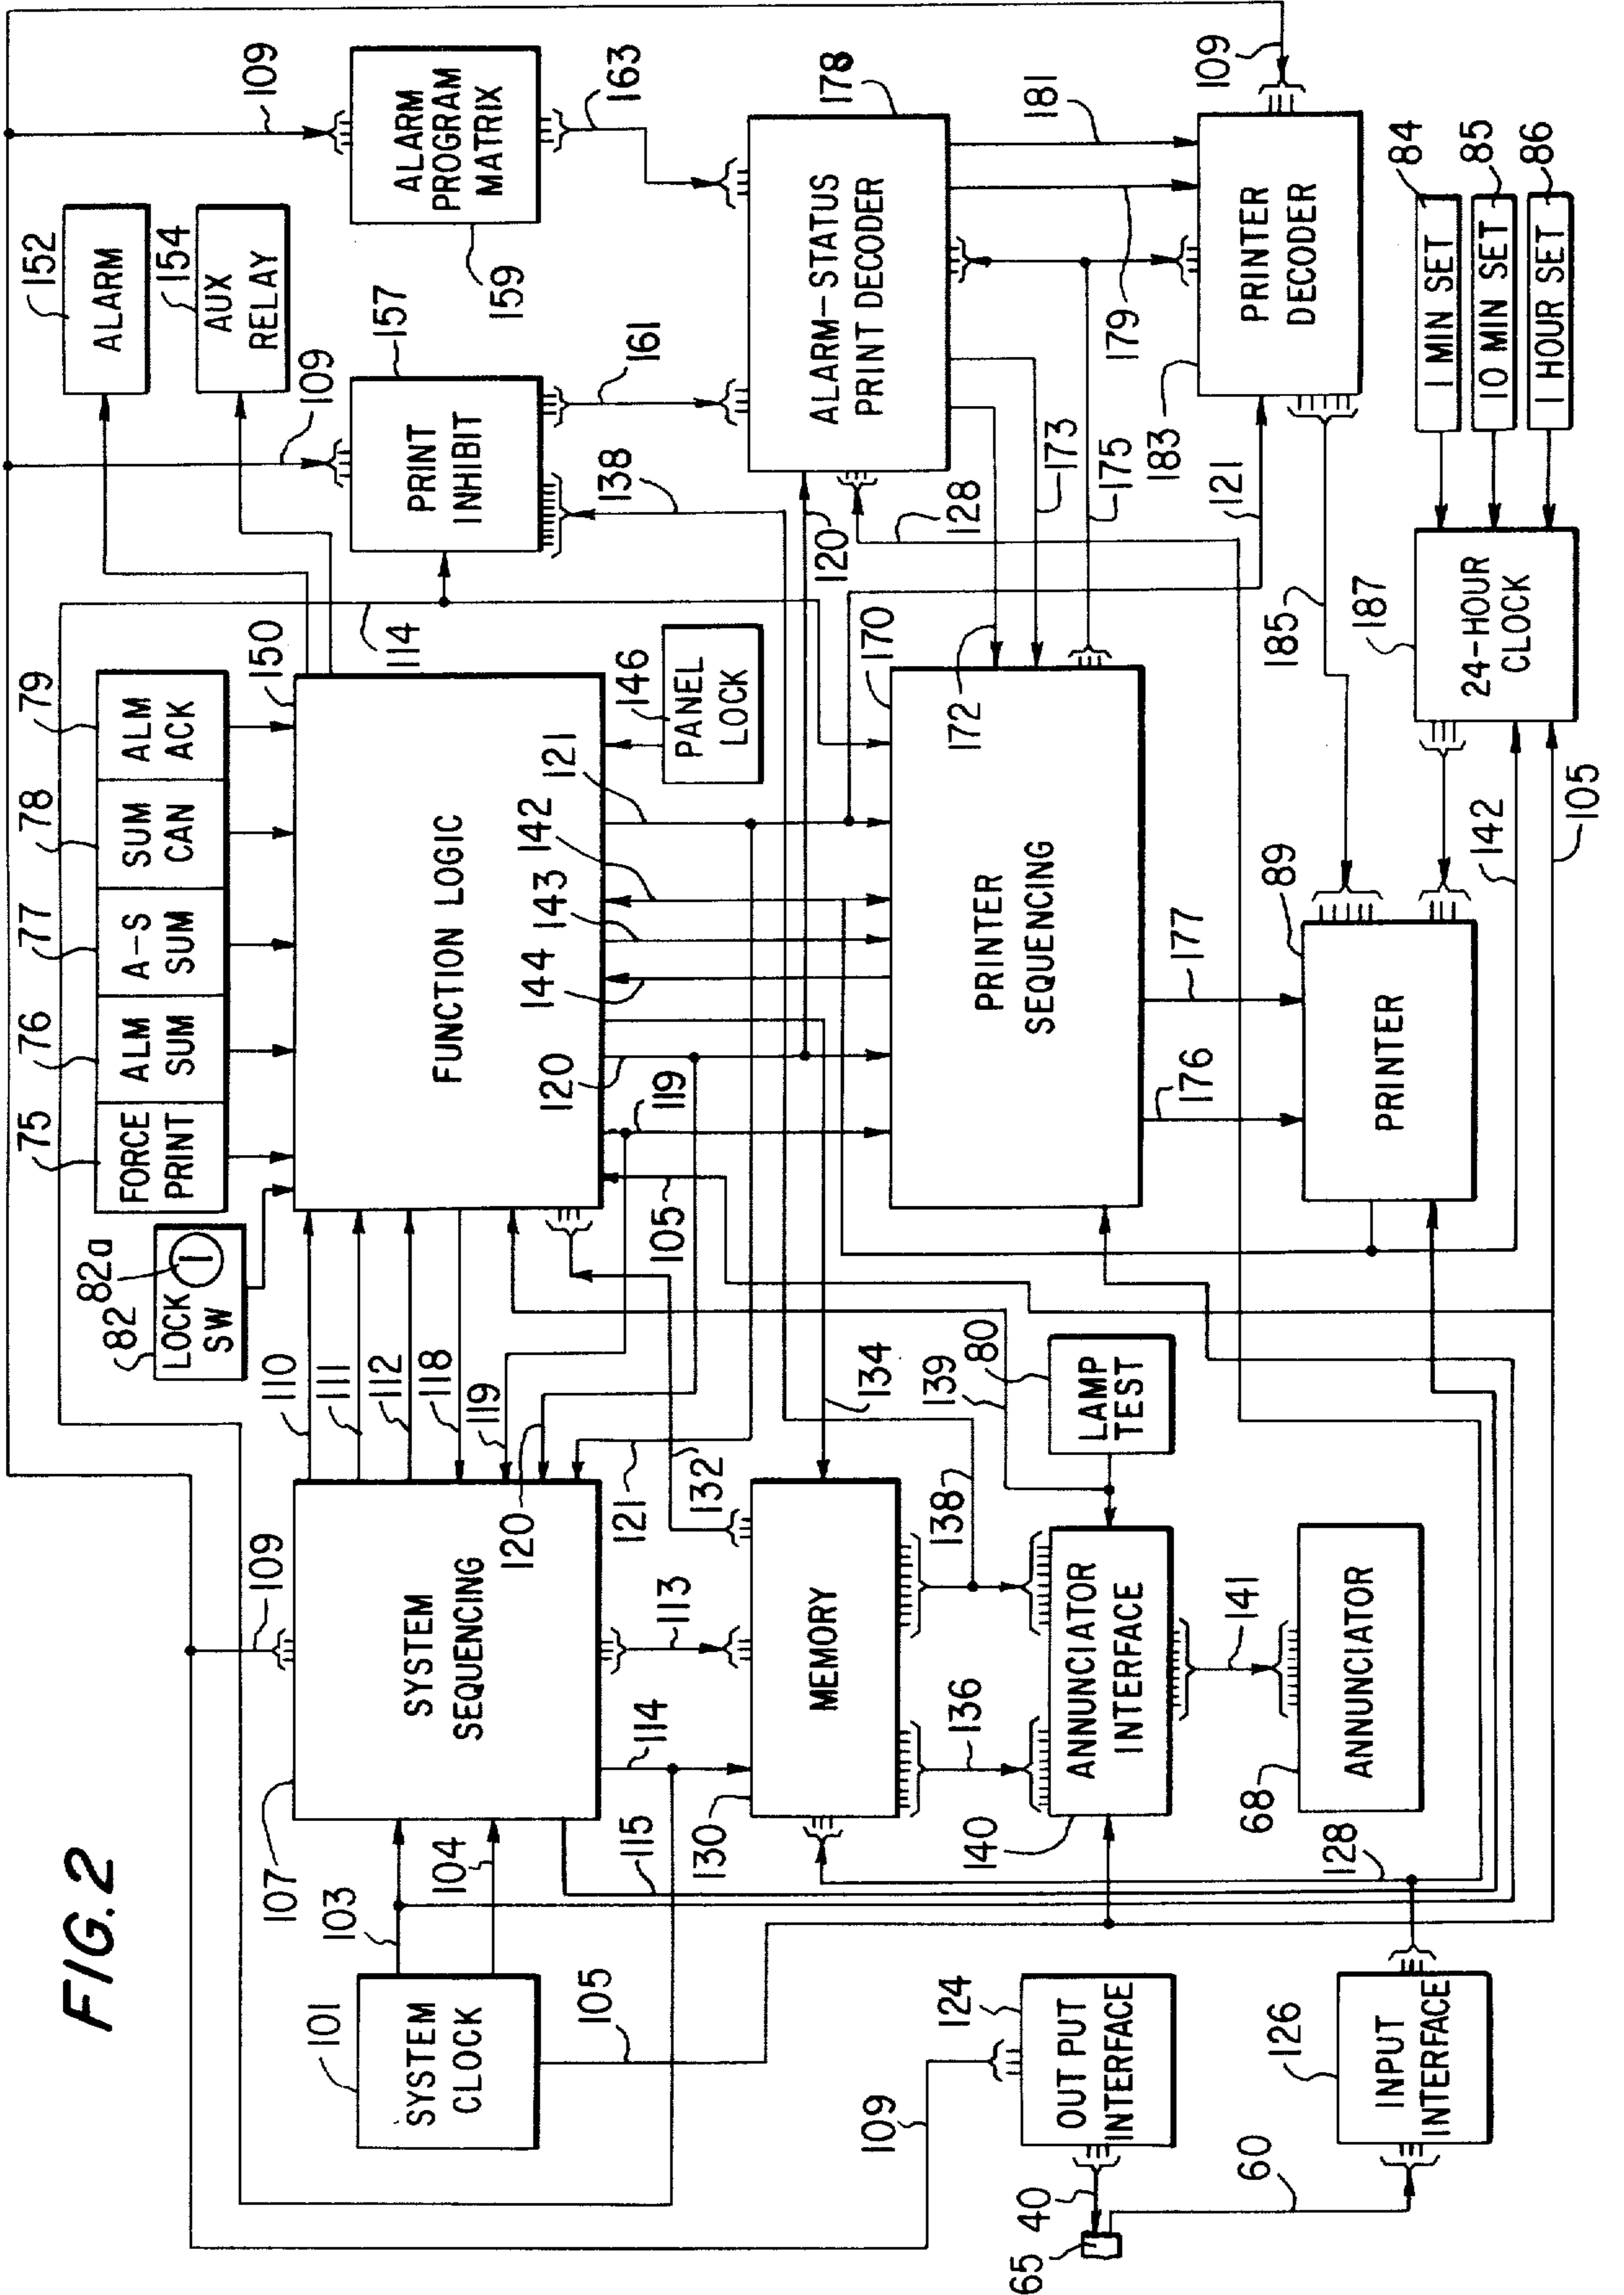 FIG. 2
109
152
ALARM
154
AUX
RELAY
109
ALARM
PROGRAM
MATRIX
159
163
109
157
PRINT
INHIBIT
161
138
114
178
ALARM-STATUS
PRINT DECODER
120
128
181
179
173
175
172
109
PRINTER
DECODER
183
121
185
84
1 MIN SET
85
10 MIN SET
86
1 HOUR SET
187
24-HOUR
CLOCK
142
105
79
ALM
ACK
78
SUM
CAN
77
A-S
SUM
76
ALM
SUM
75
FORCE
PRINT
82
82a
LOCK
SW
150
FUNCTION LOGIC
146
PANEL
LOCK
121
142
143
144
120
119
105
170
PRINTER
SEQUENCING
177
176
89
PRINTER
110
111
112
118
119
120
121
132
134
139
80
LAMP
TEST
109
107
SYSTEM
SEQUENCING
113
114
115
130
MEMORY
138
136
140
ANNUNCIATOR
INTERFACE
141
68
ANNUNCIATOR
128
103
104
101
SYSTEM
CLOCK
105
109
124
OUT PUT
INTERFACE
126
INPUT
INTERFACE
40
60
65